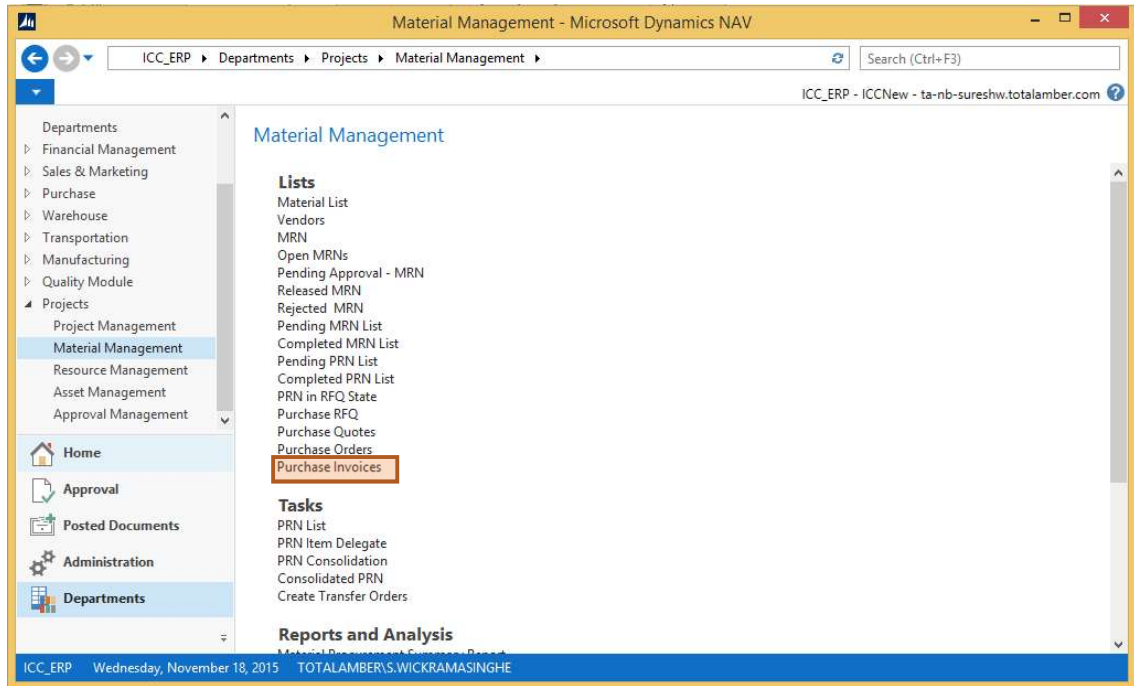 Material Management - Microsoft Dynamics NAV
ICC_ERP Departments Projects Material Management
Search (Ctrl+F3)
ICC_ERP - ICCNew - ta-nb-sureshw.totalamber.com
Departments
Financial Management
Sales & Marketing
Purchase
Warehouse
Transportation
Manufacturing
Quality Module
Projects
Project Management
Material Management
Resource Management
Asset Management
Approval Management
Home
Approval
Posted Documents
Administration
Departments
Material Management
Lists
Material List
Vendors
MRN
Open MRNs
Pending Approval - MRN
Released MRN
Rejected MRN
Pending MRN List
Completed MRN List
Pending PRN List
Completed PRN List
PRN in RFQ State
Purchase RFQ
Purchase Quotes
Purchase Orders
Purchase Invoices
Tasks
PRN List
PRN Item Delegate
PRN Consolidation
Consolidated PRN
Create Transfer Orders
Reports and Analysis
Material Procurement Summary Report
ICC_ERP Wednesday, November 18, 2015 TOTALAMBER\S.WICKRAMASINGHE